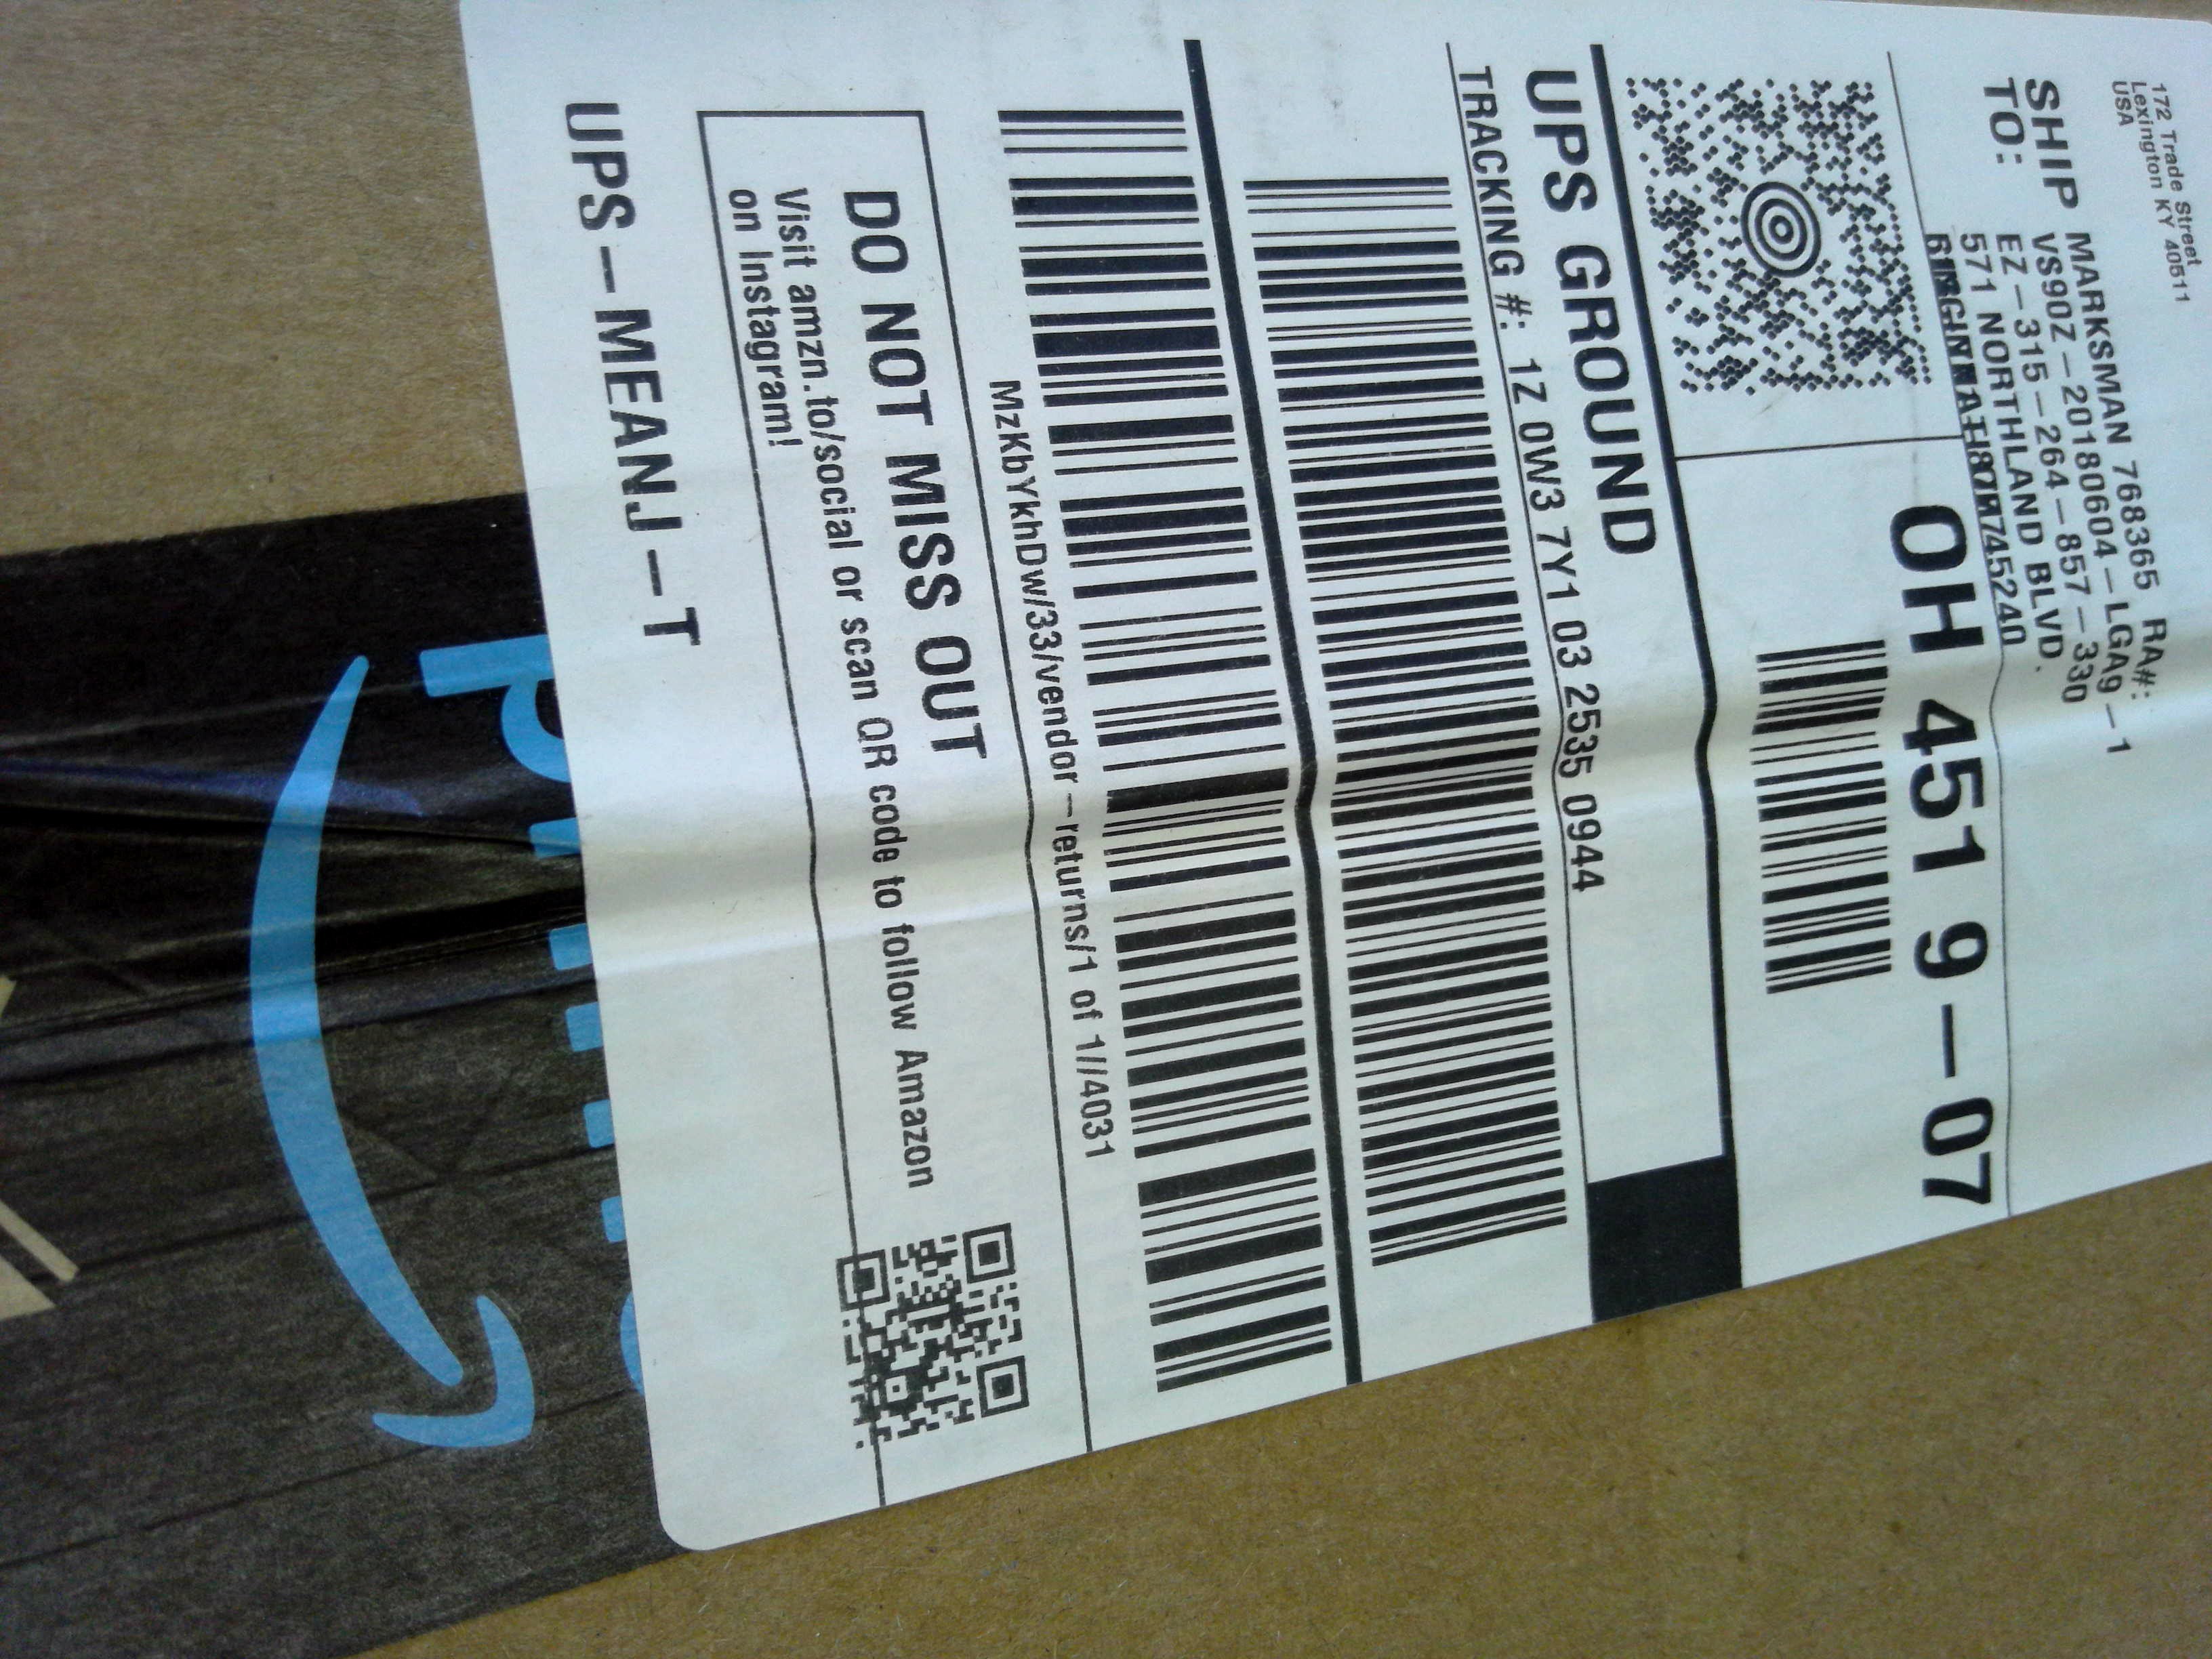 172 Trade Street
Lexington KY 40511
USA
SHIP MARKSMAN 768365 RA#:
TO: VS90Z-20180604-LGA9-1
EZ-315-264-857-330
571 NORTHLAND BLVD.
OH 451 9-07
UPS GROUND
TRACKING #: 1Z 0W3 7Y1 03 2535 0944
MzKbYkhDw/33/vendor-returns/1 of 1//4031
DO NOT MISS OUT
Visit amzn.to/social or scan QR code to follow Amazon
on Instagram!
UPS-MEANJ-T